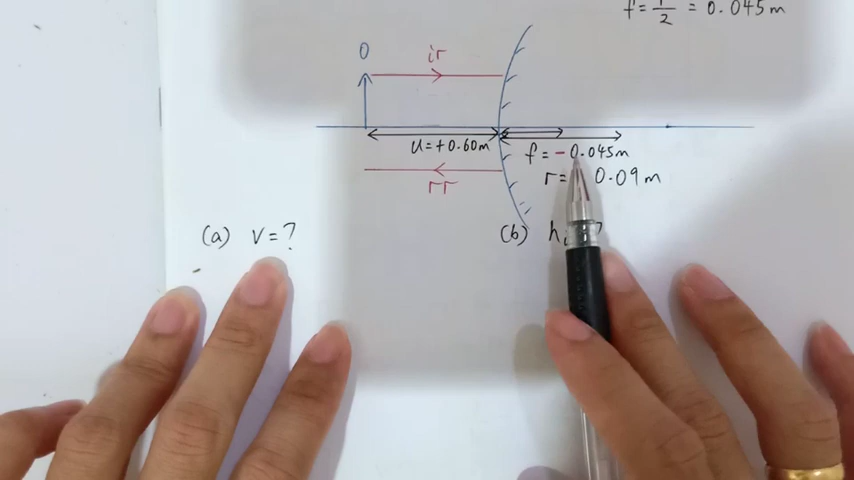 f = r/2 = 0.045 m
O
ir
u = +0.60m
f = -0.045m
r = 0.09 m
rr
(a) v = ?
(b) h ?